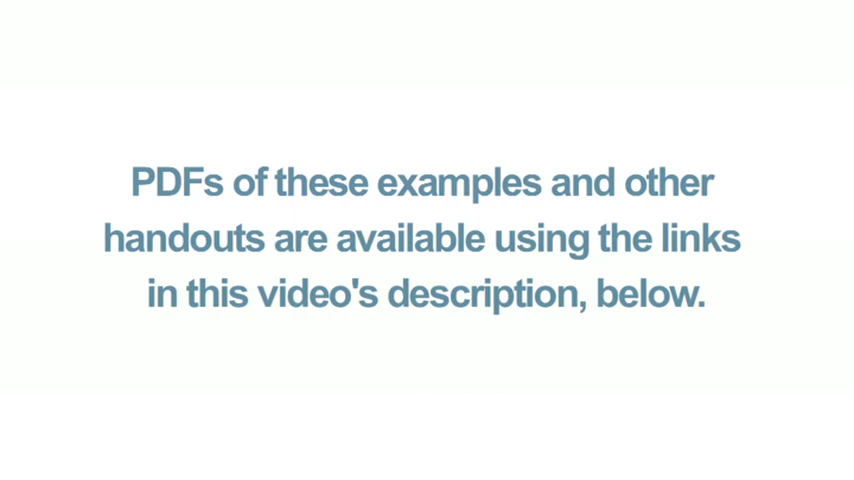 PDFs of these examples and other
handouts are available using the links
in this video's description, below.